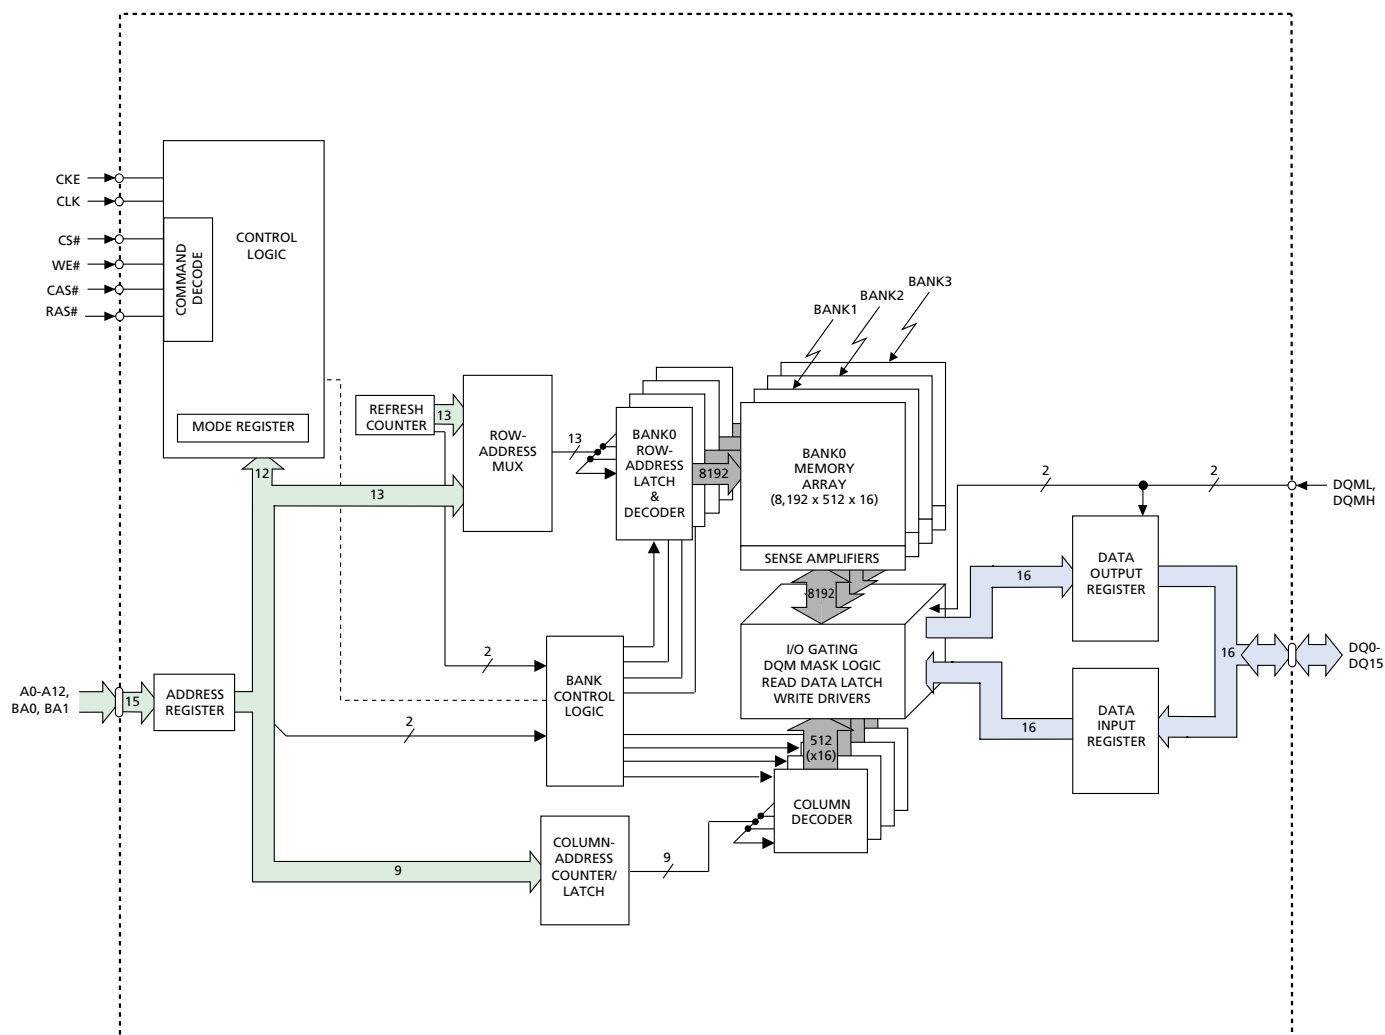 CKE
CLK
CS#
WE#
CAS#
RAS#
COMMAND
DECODE
CONTROL
LOGIC
MODE REGISTER
12
REFRESH
COUNTER
13
ROW-
ADDRESS
MUX
13
13
BANK0
ROW-
ADDRESS
LATCH
&
DECODER
8192
BANK1
BANK2
BANK3
BANK0
MEMORY
ARRAY
(8,192 x 512 x 16)
SENSE AMPLIFIERS
8192
I/O GATING
DQM MASK LOGIC
READ DATA LATCH
WRITE DRIVERS
2
2
DQML,
DQMH
DATA
OUTPUT
REGISTER
16
16
DQ0-
DQ15
DATA
INPUT
REGISTER
16
A0-A12,
BA0, BA1
15
ADDRESS
REGISTER
2
2
BANK
CONTROL
LOGIC
512
(x16)
COLUMN
DECODER
9
COLUMN-
ADDRESS
COUNTER/
LATCH
9